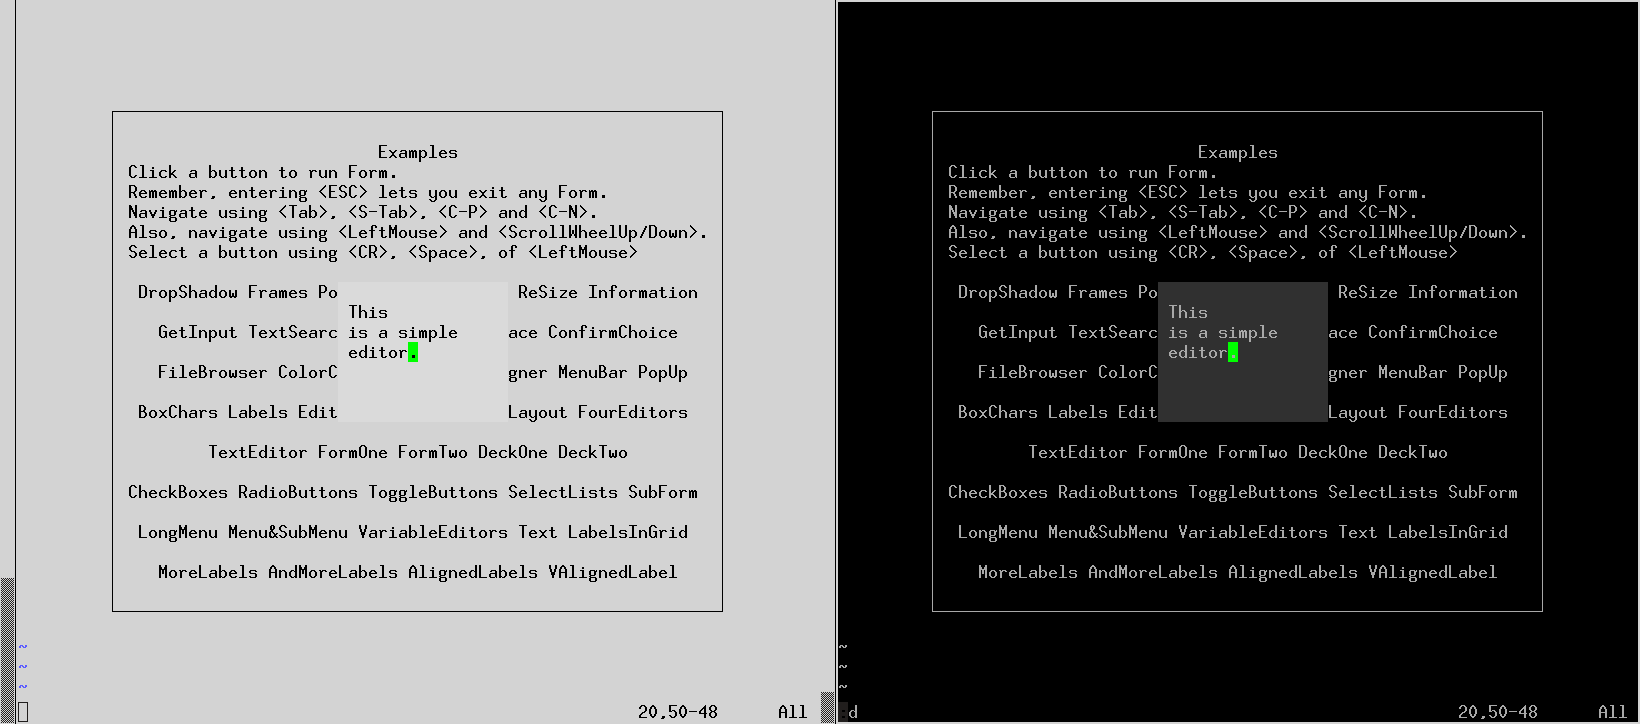 Examples
Click a button to run Form.
Remember, entering <ESC> lets you exit any Form.
Navigate using <Tab>, <S-Tab>, <C-P> and <C-N>.
Also, navigate using <LeftMouse> and <ScrollWheelUp/Down>.
Select a button using <CR>, <Space>, of <LeftMouse>
DropShadow Frames Po ReSize Information
This
GetInput TextSearc is a simple ace ConfirmChoice
editor.
FileBrowser ColorC gner MenuBar PopUp
BoxChars Labels Edit Layout FourEditors
TextEditor FormOne FormTwo DeckOne DeckTwo
CheckBoxes RadioButtons ToggleButtons SelectLists SubForm
LongMenu Menu&SubMenu VariableEditors Text LabelsInGrid
MoreLabels AndMoreLabels AlignedLabels VAlignedLabel
~
~
~
20,50-48 All
Examples
Click a button to run Form.
Remember, entering <ESC> lets you exit any Form.
Navigate using <Tab>, <S-Tab>, <C-P> and <C-N>.
Also, navigate using <LeftMouse> and <ScrollWheelUp/Down>.
Select a button using <CR>, <Space>, of <LeftMouse>
DropShadow Frames Po ReSize Information
This
GetInput TextSearc is a simple ace ConfirmChoice
editor.
FileBrowser ColorC gner MenuBar PopUp
BoxChars Labels Edit Layout FourEditors
TextEditor FormOne FormTwo DeckOne DeckTwo
CheckBoxes RadioButtons ToggleButtons SelectLists SubForm
LongMenu Menu&SubMenu VariableEditors Text LabelsInGrid
MoreLabels AndMoreLabels AlignedLabels VAlignedLabel
~
~
~
:d 20,50-48 All